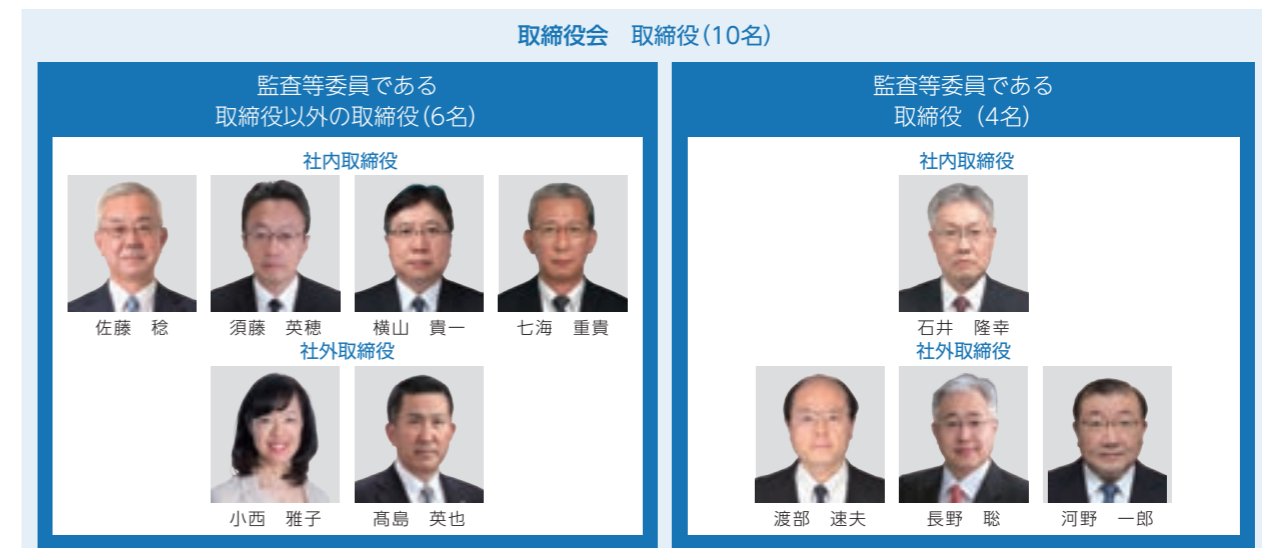 取締役会　取締役(10名)
監査等委員である
取締役以外の取締役(6名)
社内取締役
佐藤　稔
須藤　英穂
横山　貴一
七海　重貴
社外取締役
小西　雅子
髙島　英也
監査等委員である
取締役（4名）
社内取締役
石井　隆幸
社外取締役
渡部　速夫
長野　聡
河野　一郎